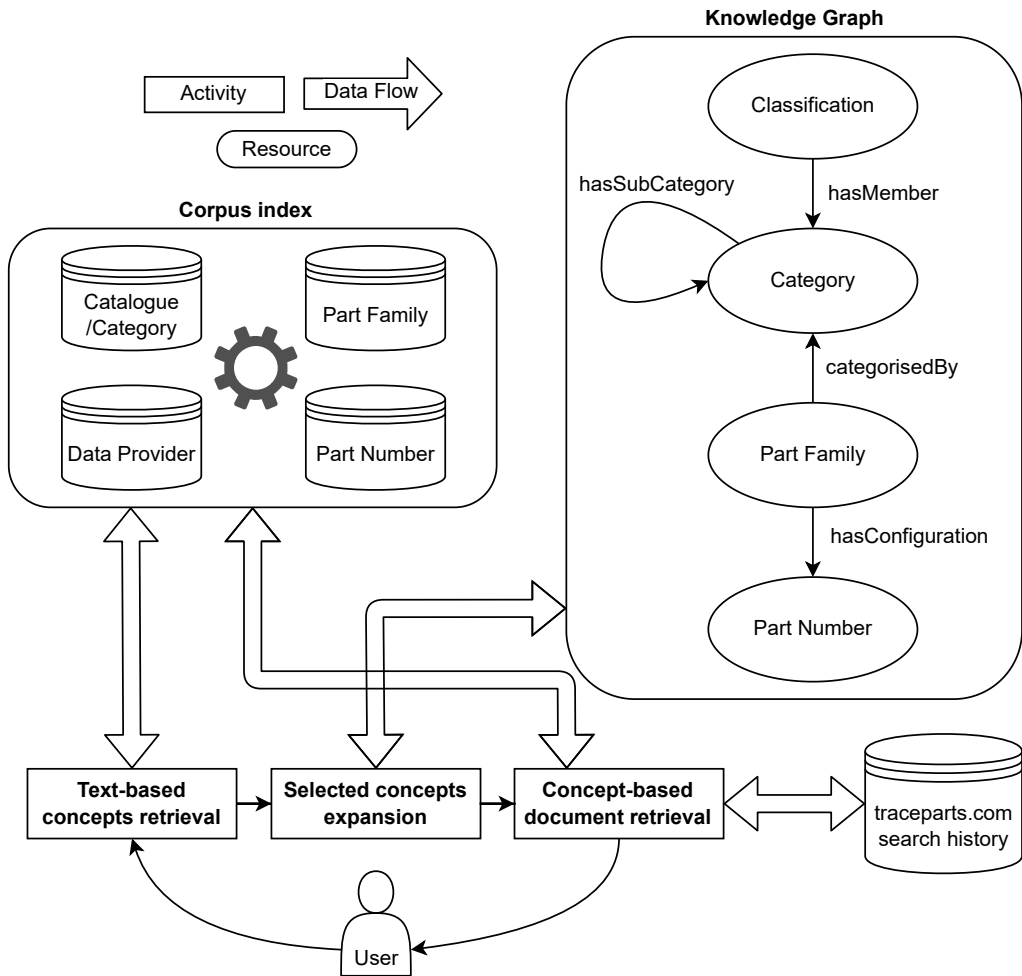 Knowledge Graph
Activity
Data Flow
Resource
Classification
hasSubCategory
hasMember
Category
categorisedBy
Part Family
hasConfiguration
Part Number
Corpus index
Catalogue
/Category
Part Family
Data Provider
Part Number
Text-based
concepts retrieval
Selected concepts
expansion
Concept-based
document retrieval
traceparts.com
search history
User